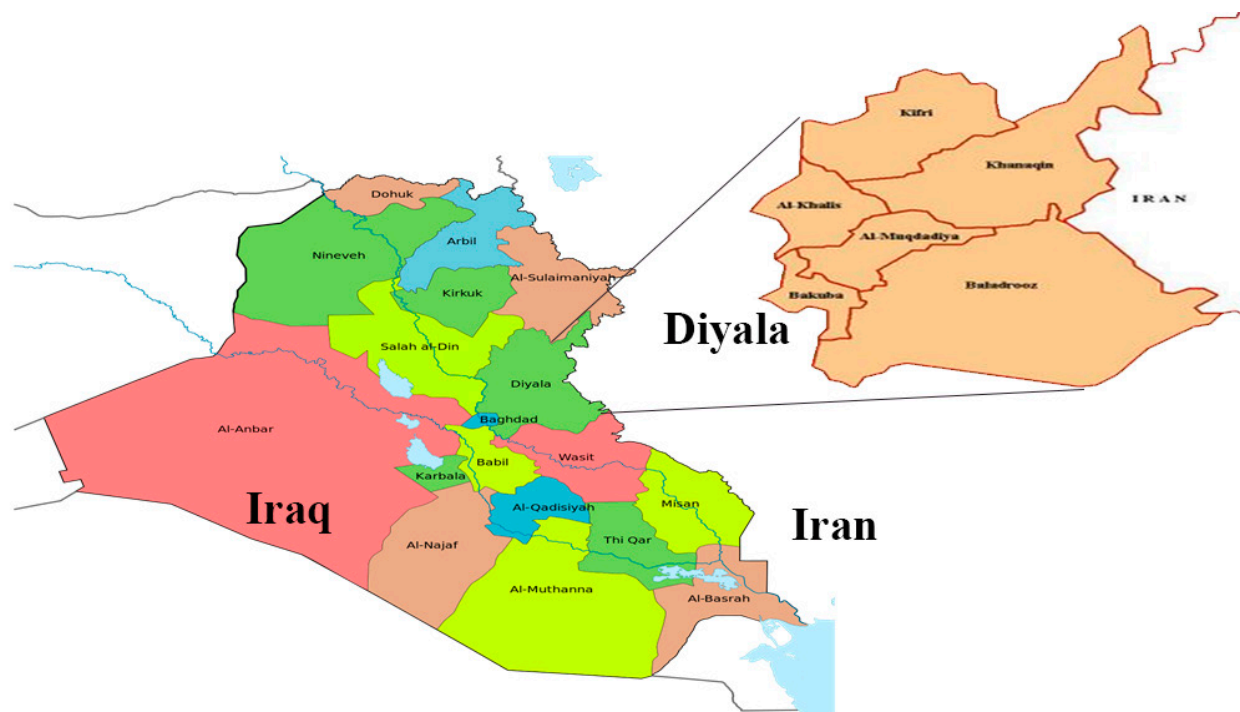 Dohuk
Nineveh
Arbil
Al-Sulaimaniyah
Kirkuk
Salah al-Din
Diyala
Baghdad
Al-Anbar
Wasit
Babil
Karbala
Iraq
Al-Qadisiyah
Misan
Al-Najaf
Thi Qar
Iran
Al-Muthanna
Al-Basrah
Diyala
Kifri
Khanaqin
IRAN
Al-Khalis
Al-Muqdadiya
Bakuba
Baladrooz